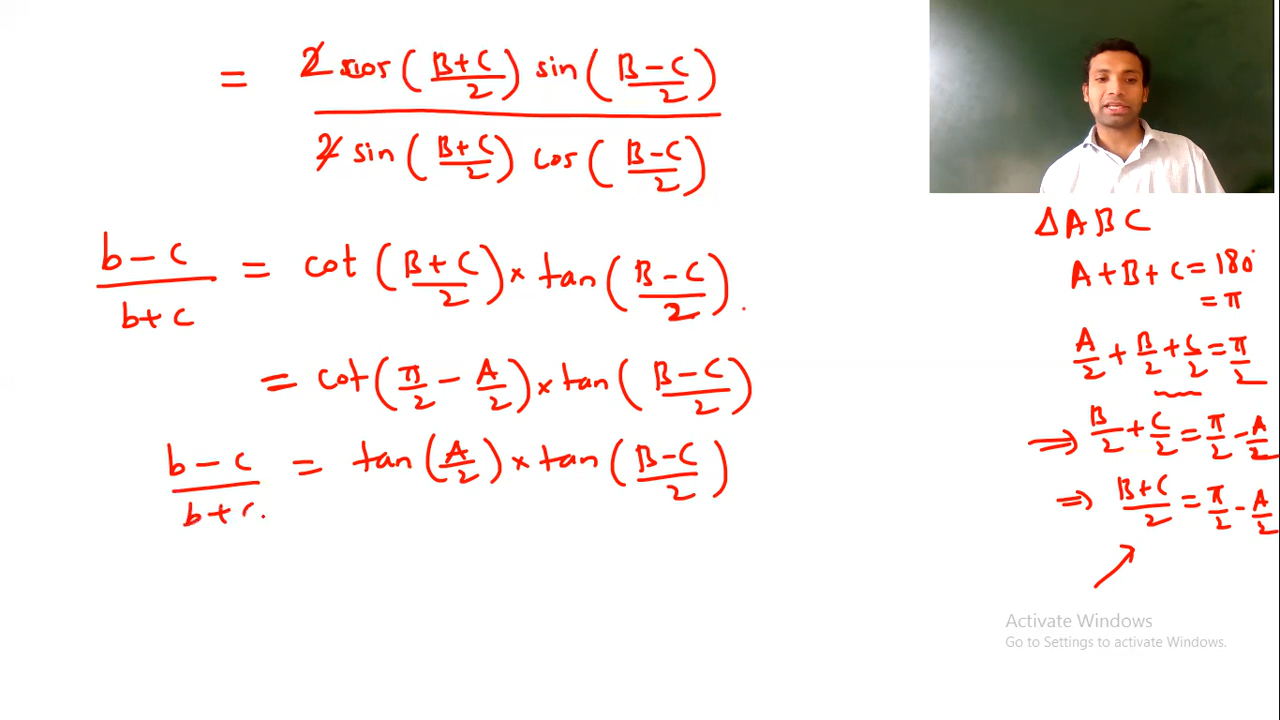 = 2 cos (B+C/2) sin (B-C/2)
2 sin (B+C/2) cos (B-C/2)
b-c/b+c = cot (B+C/2) × tan (B-C/2).
= cot (π/2 - A/2) × tan (B-C/2)
b-c/b+c. = tan (A/2) × tan (B-C/2)
Δ A B C
A + B + C = 180°
= π
A/2 + B/2 + C/2 = π/2
⇒ B/2 + C/2 = π/2 - A/2
⇒ B+C/2 = π/2 - A/2
Activate Windows
Go to Settings to activate Windows.